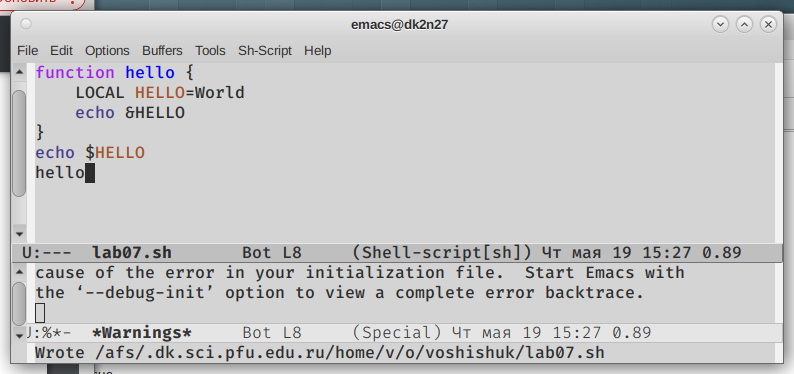 emacs@dk2n27
File Edit Options Buffers Tools Sh-Script Help
function hello {
    LOCAL HELLO=World
    echo &HELLO
}
echo $HELLO
hello
U:--- lab07.sh Bot L8 (Shell-script[sh]) Чт мая 19 15:27 0.89
cause of the error in your initialization file. Start Emacs with
the ‘--debug-init’ option to view a complete error backtrace.
U:%*- *Warnings* Bot L8 (Special) Чт мая 19 15:27 0.89
Wrote /afs/.dk.sci.pfu.edu.ru/home/v/o/voshishuk/lab07.sh